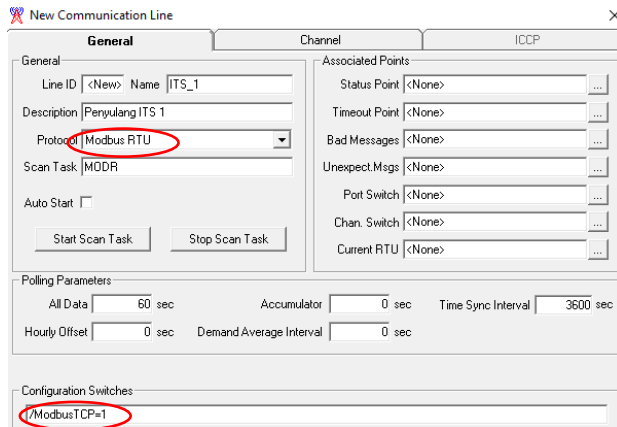 New Communication Line
General Channel ICCP
General
Line ID <New> Name ITS_1
Description Penyulang ITS 1
Protocol Modbus RTU
Scan Task MODR
Auto Start
Start Scan Task Stop Scan Task
Associated Points
Status Point <None> ...
Timeout Point <None> ...
Bad Messages <None> ...
Unexpect.Msgs <None> ...
Port Switch <None> ...
Chan. Switch <None> ...
Current RTU <None> ...
Polling Parameters
All Data 60 sec Accumulator 0 sec Time Sync Interval 3600 sec
Hourly Offset 0 sec Demand Average Interval 0 sec
Configuration Switches
/ModbusTCP=1